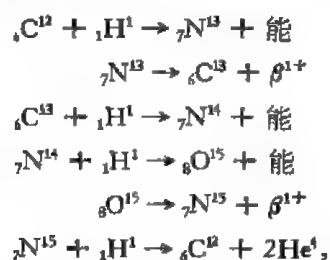 ₆C¹² + ₁H¹ → ₇N¹³ + 能
₇N¹³ → ₆C¹³ + β¹⁺
₆C¹³ + ₁H¹ → ₇N¹⁴ + 能
₇N¹⁴ + ₁H¹ → ₈O¹⁵ + 能
₈O¹⁵ → ₇N¹⁵ + β¹⁺
₇N¹⁵ + ₁H¹ → ₆C¹² + 2He⁴,